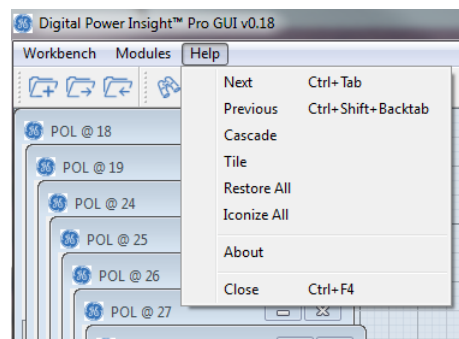 Digital Power Insight™ Pro GUI v0.18
Workbench Modules Help
Next Ctrl+Tab
Previous Ctrl+Shift+Backtab
Cascade
Tile
Restore All
Iconize All
About
Close Ctrl+F4
POL @ 18
POL @ 19
POL @ 24
POL @ 25
POL @ 26
POL @ 27